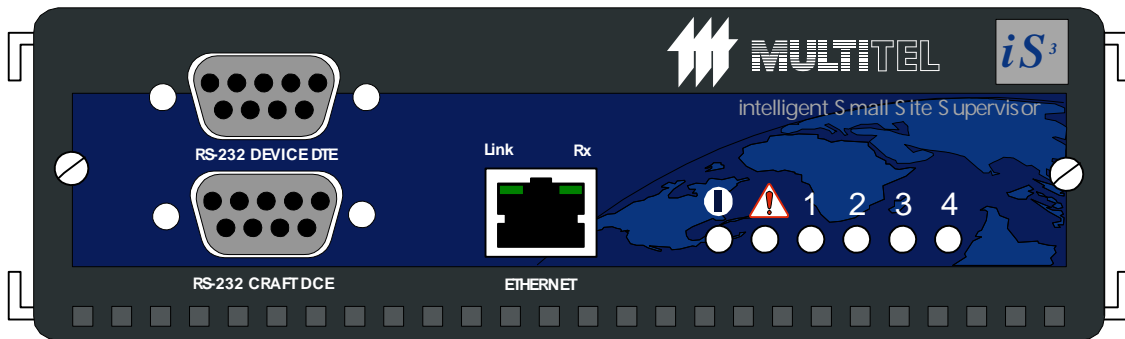 MULTITEL
iS³
intelligent Small Site Supervisor
RS-232 DEVICE DTE
Link Rx
1 2 3 4
RS-232 CRAFT DCE
ETHERNET